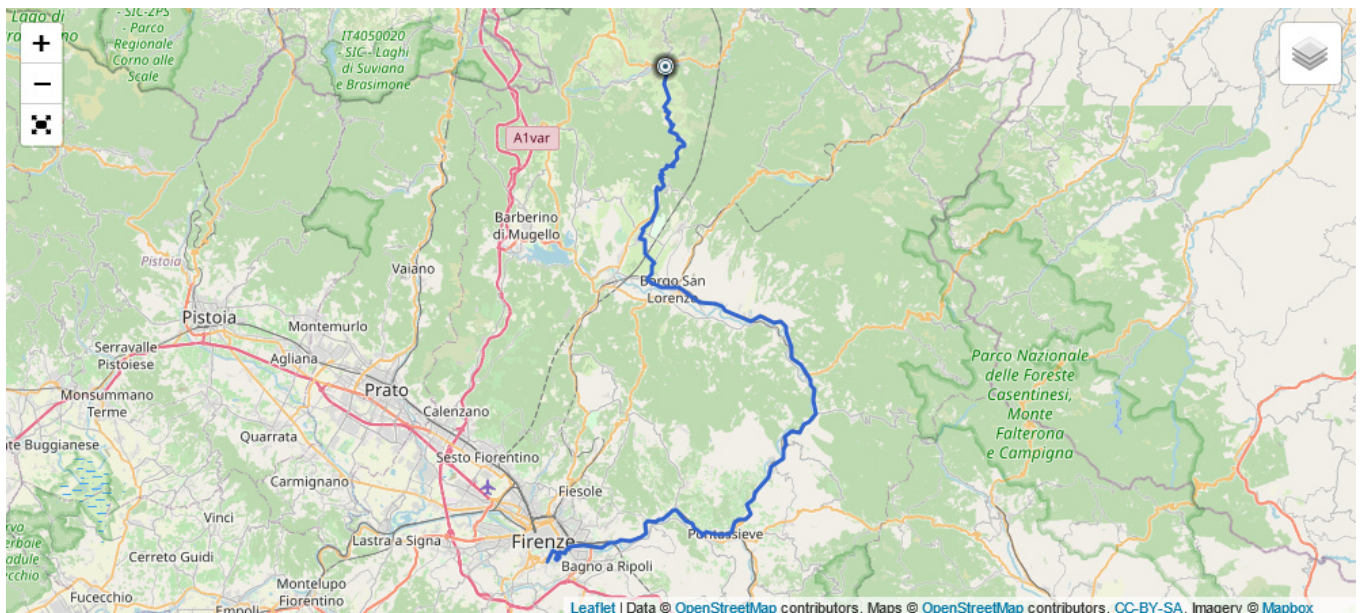 Lago di
- SIC-ZPS
- Parco
Regionale
Corno alle
Scale
IT4050020
- SIC - Laghi
di Suviana
e Brasimone
+
−
A1var
Barberino
di Mugello
Pistoia
Vaiano
Borgo San
Lorenzo
Pistoia
Montemurlo
Serravalle
Pistoiese
Agliana
Prato
Monsummano
Terme
Calenzano
Parco Nazionale
delle Foreste
Casentinesi,
Monte
Falterona
e Campigna
Buggianese
Quarrata
Sesto Fiorentino
Carmignano
Fiesole
Vinci
Lastra a Signa
Firenze
Pontassieve
Cerreto Guidi
Bagno a Ripoli
Montelupo
Fiorentino
Fucecchio
Empoli
Leaflet | Data © OpenStreetMap contributors, Maps © OpenStreetMap contributors, CC-BY-SA, Imagery © Mapbox